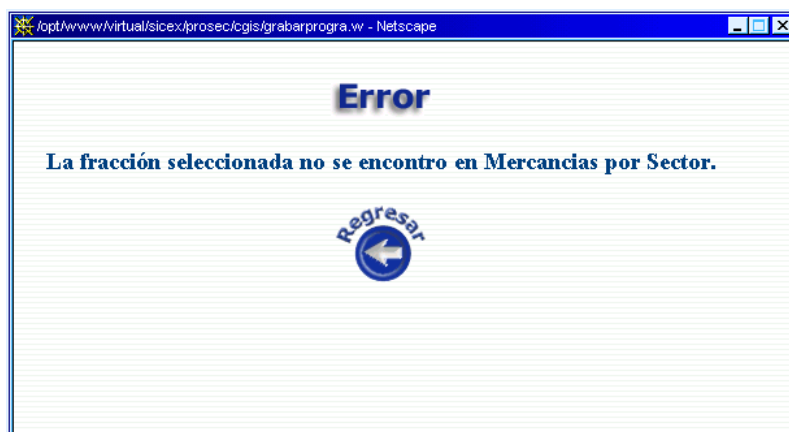 /opt/www/virtual/sicex/prosec/cgis/grabarprogra.w - Netscape
Error
La fracción seleccionada no se encontro en Mercancias por Sector.
Regresar